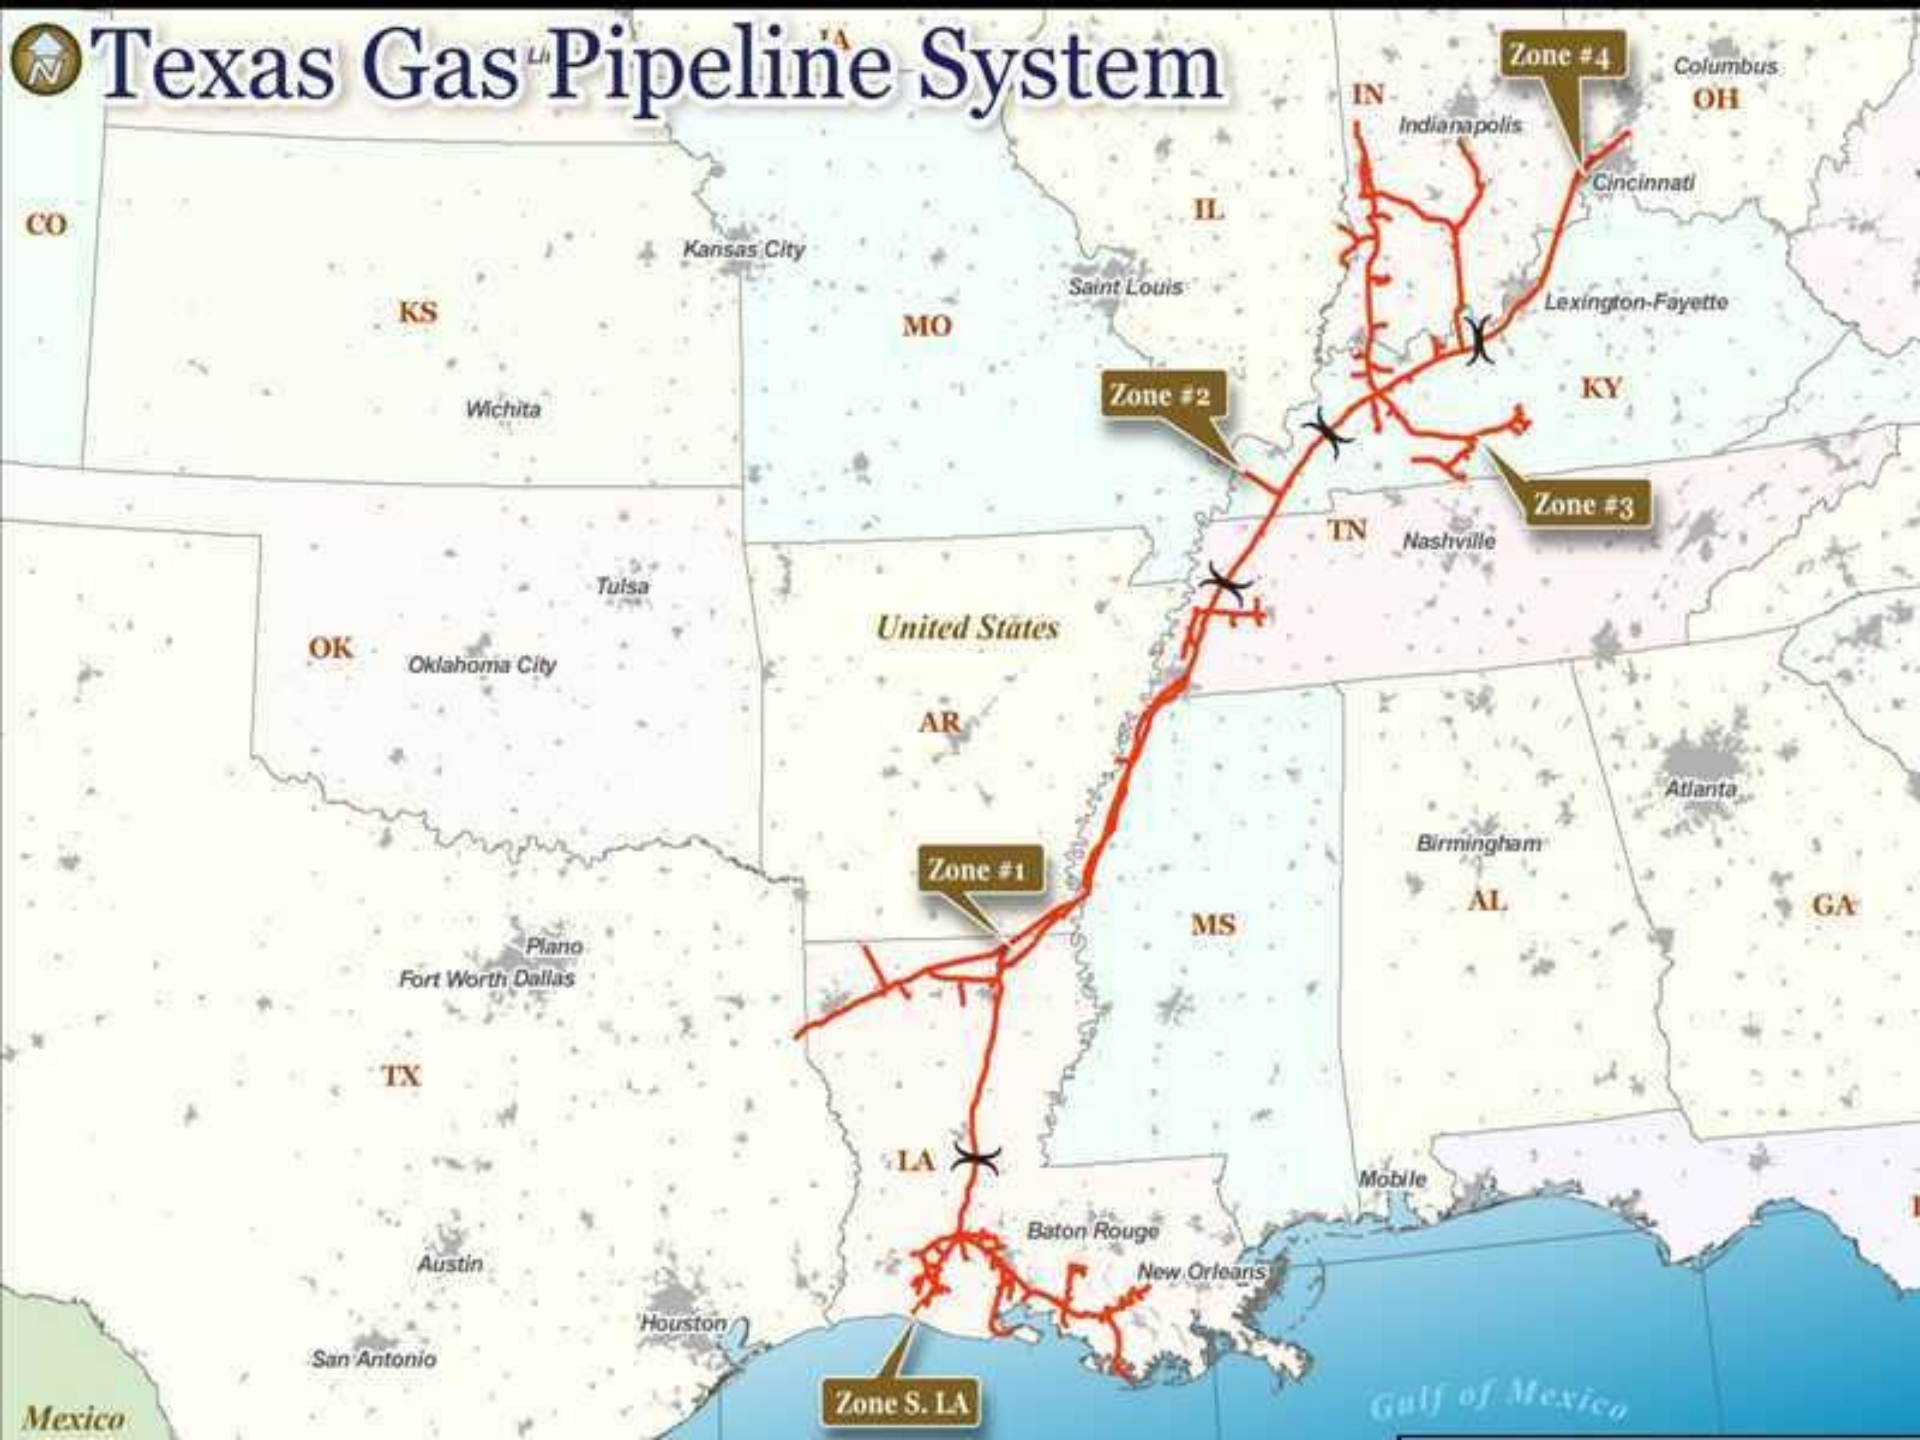 N
Texas Gas Pipeline System
Zone #4
Columbus
OH
IN
Indianapolis
Cincinnati
CO
IL
Kansas City
Saint Louis
Lexington-Fayette
KS
MO
KY
Zone #2
Wichita
Zone #3
TN
Nashville
Tulsa
United States
OK
Oklahoma City
AR
Atlanta
Birmingham
Zone #1
AL
GA
MS
Plano
Fort Worth Dallas
TX
LA
Mobile
Baton Rouge
Austin
New Orleans
Houston
San Antonio
Zone S. LA
Gulf of Mexico
Mexico